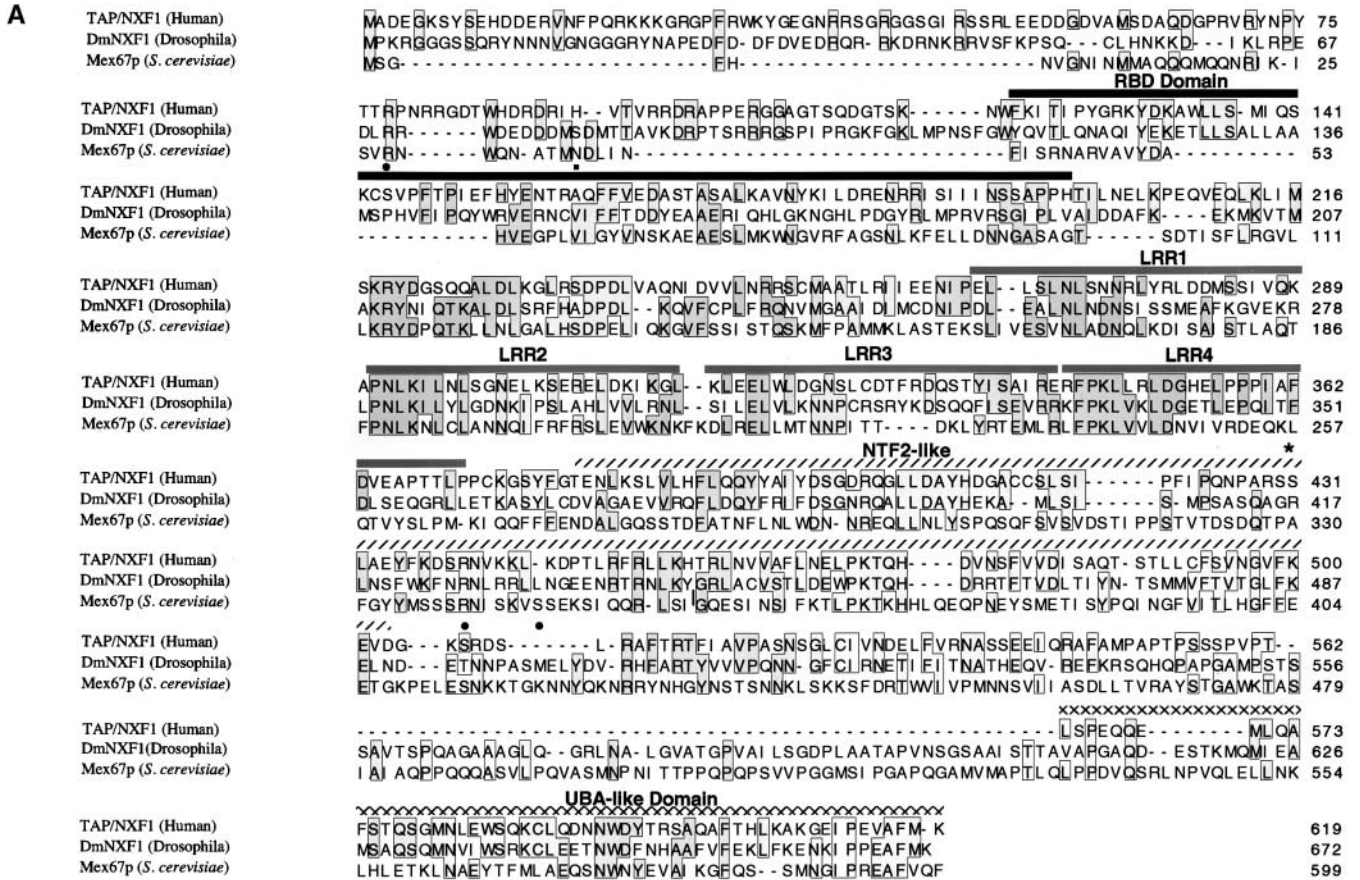 A
TAP/NXF1 (Human) MADEGKSYSEHDDERVNFPQRKKKGRGPFRWKYGEGNRRSGRGGSGIRSSRLEEDDGDVAMSDAQDGPRVRYNPY 75
DmNXF1 (Drosophila) MPKRGGGSSQRYNNNVGNGGGRYNAPEDFD-DFDVEDRQR-RKDRNKRRVSFKPSQ---CLHNKKD---IKLRPE 67
Mex67p (S. cerevisiae) MSG-------------------------FH------------------------NVGNINMMAQQQMQQNRIK-I 25
RBD Domain
TAP/NXF1 (Human) TTRPNRRGDTWHDRDRIH--VTVRRDRAPPERGGAGTSQDGTSK------NWFKITIPYGRKYDKAWLLS-MIQS 141
DmNXF1 (Drosophila) DLRR------WDEDDDMSDMTTAVKDRPTSRRRGSPIPRGKFGKLMPNSFGWYQVTLQNAQIYEKETLLSALLAA 136
Mex67p (S. cerevisiae) SVRN------WQN-ATMNDLIN------------------------------FISRNARVAVYDA---------- 53
TAP/NXF1 (Human) KCSVPFTPIEFHYENTRAQFFVEDASTASALKAVNYKILDRENRRISIIINSSAPPHTILNELKPEQVEQLKLIM 216
DmNXF1 (Drosophila) MSPHVFIPQYWRVERNCVIFFTDDYEAAERIQHLGKNGHLPDGYRLMPRVRSGIPLVAIDDAFK----EKMKVTM 207
Mex67p (S. cerevisiae) -----------HVEGPLVIGYVNSKAEAESLMKWNGVRFAGSNLKFELLDNNGASAGT------SDTISFLRGVL 111
LRR1
TAP/NXF1 (Human) SKRYDGSQQALDLKGLRSDPDLVAQNIDVVLNRRSCMAATLRIIEENIPEL--LSLNLSNNRLYRLDDMSSIVQK 289
DmNXF1 (Drosophila) AKRYNIQTKALDLSRFHADPDL--KQVFCPLFRQNVMGAAIDIMCDNIPDL--EALNLNDNSISSMEAFKGVEKR 278
Mex67p (S. cerevisiae) LKRYDPQTKLLNLGALHSDPELIQKGVFSSISTQSKMFPAMMKLASTEKSLIVESVNLADNQLKDISAISTLAQT 186
LRR2 LRR3 LRR4
TAP/NXF1 (Human) APNLKILNLSGNELKSERELDKIKGL--KLEELWLDGNSLCDTFRDQSTYISAIRERFPKLLRLDGHELPPPIAF 362
DmNXF1 (Drosophila) LPNLKILYLGDNKIPSLAHLVVLRNL--SILELVLKNNPCRSRYKDSQQFISEVRRKFPKLVKLDGETLEPQITF 351
Mex67p (S. cerevisiae) FPNLKNLCLANNQIFRFRSLEVWKNKFKDLRELLMTNNPITT----DKLYRTEMLRLFPKLVVLDNVIVRDEQKL 257
NTF2-like *
TAP/NXF1 (Human) DVEAPTTLPPCKGSYFGTENLKSLVLHFLQQYYAIYDSGDRQGLLDAYHDGACCSLSI------PFIPQNPARSS 431
DmNXF1 (Drosophila) DLSEQGRLLETKASYLCDVAGAEVVRQFLDQYFRIFDSGNRQALLDAYHEKA--MLSI------S-MPSASQAGR 417
Mex67p (S. cerevisiae) QTVYSLPM-KIQQFFFENDALGQSSTDFATNFLNLWDN-NREQLLNLYSPQSQFSVSVDSTIPPSTVTDSDQTPA 330
TAP/NXF1 (Human) LAEYFKDSRNVKKL-KDPTLRFRLLKHTRLNVVAFLNELPKTQH----DVNSFVVDISAQT-STLLCFSVNGVFK 500
DmNXF1 (Drosophila) LNSFWKFNRNLRRLLNGEENRTRNLKYGRLACVSTLDEWPKTQH----DRRTFTVDLTIYN-TSMMVFTVTGLFK 487
Mex67p (S. cerevisiae) FGYYMSSSRNISKVSSEKSIQQR-LSIGQESINSIFKTLPKTKHHLQEQPNEYSMETISYPQINGFVITLHGFFE 404
TAP/NXF1 (Human) EVDG---KSRDS------L-RAFTRTFIAVPASNSGLCIVNDELFVRNASSEEIQRAFAMPAPTPSSSPVPT-- 562
DmNXF1 (Drosophila) ELND---ETNNPASMELYDV-RHFARTYVVVPQNN-GFCIRNETIFITNATHEQV-REFKRSQHQPAPGAMPSTS 556
Mex67p (S. cerevisiae) ETGKPELESNKKTGKNNYQKNRRYNHGYNSTSNNKLSKKSFDRTWVIVPMNNSVIIASDLLTVRAYSTGAWKTAS 479
TAP/NXF1 (Human) --------------------------------------------------------LSPEQQE--------MLQA 573
DmNXF1(Drosophila) SAVTSPQAGAAAGLQ--GRLNA-LGVATGPVAILSGDPLAATAPVNSGSAAISTTAVAPGAQD--ESTKMQMIEA 626
Mex67p (S. cerevisiae) IAIAQPPQQQASVLPQVASMNPNITTPPQPQPSVVPGGMSIPGAPQGAMVMAPTLQLPPDVQSRLNPVQLELLNK 554
UBA-like Domain
TAP/NXF1 (Human) FSTQSGMNLEWSQKCLQDNNWDYTRSAQAFTHLKAKGEIPEVAFM-K 619
DmNXF1 (Drosophila) MSAQSQMNVIWSRKCLEETNWDFNHAAFVFEKLFKENKIPPEAFMK 672
Mex67p (S. cerevisiae) LHLETKLNAEYTFMLAEQSNWNYEVAIKGFQS--SMNGIPREAFVQF 599